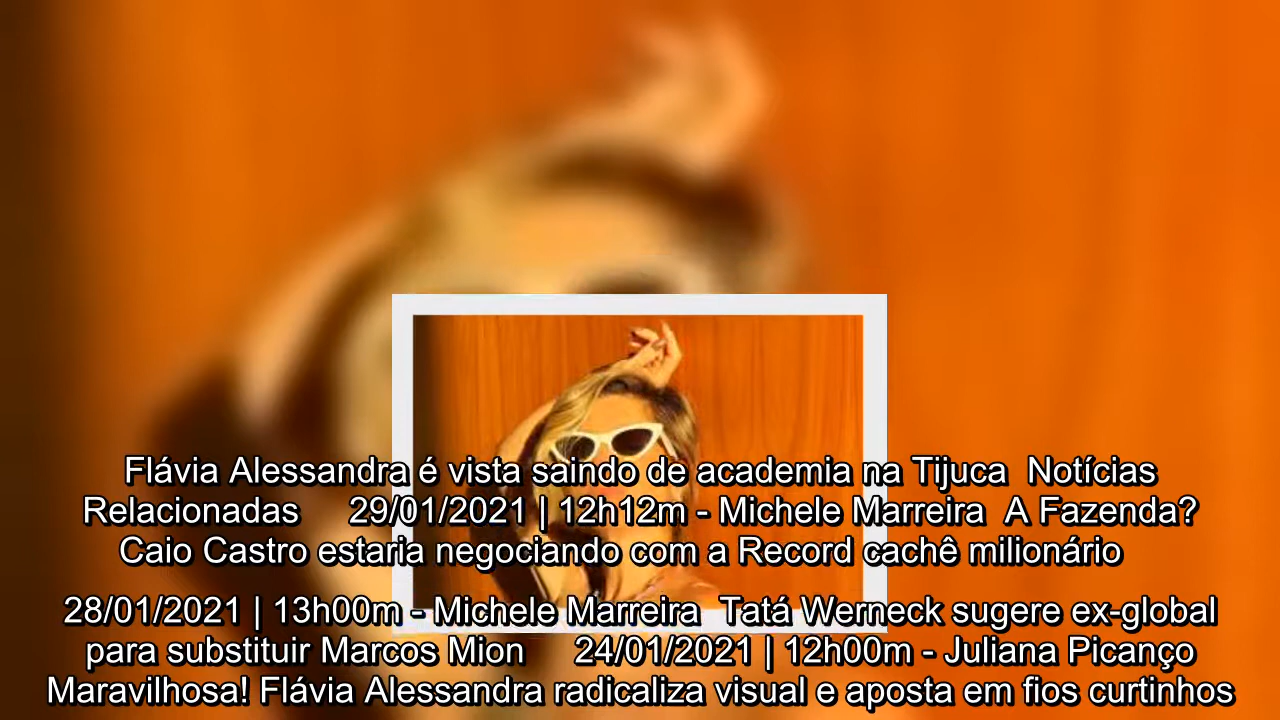 Flávia Alessandra é vista saindo de academia na Tijuca  Notícias
Relacionadas     29/01/2021 | 12h12m - Michele Marreira  A Fazenda?
Caio Castro estaria negociando com a Record cachê milionário
28/01/2021 | 13h00m - Michele Marreira  Tatá Werneck sugere ex-global
para substituir Marcos Mion     24/01/2021 | 12h00m - Juliana Picanço
Maravilhosa! Flávia Alessandra radicaliza visual e aposta em fios curtinhos